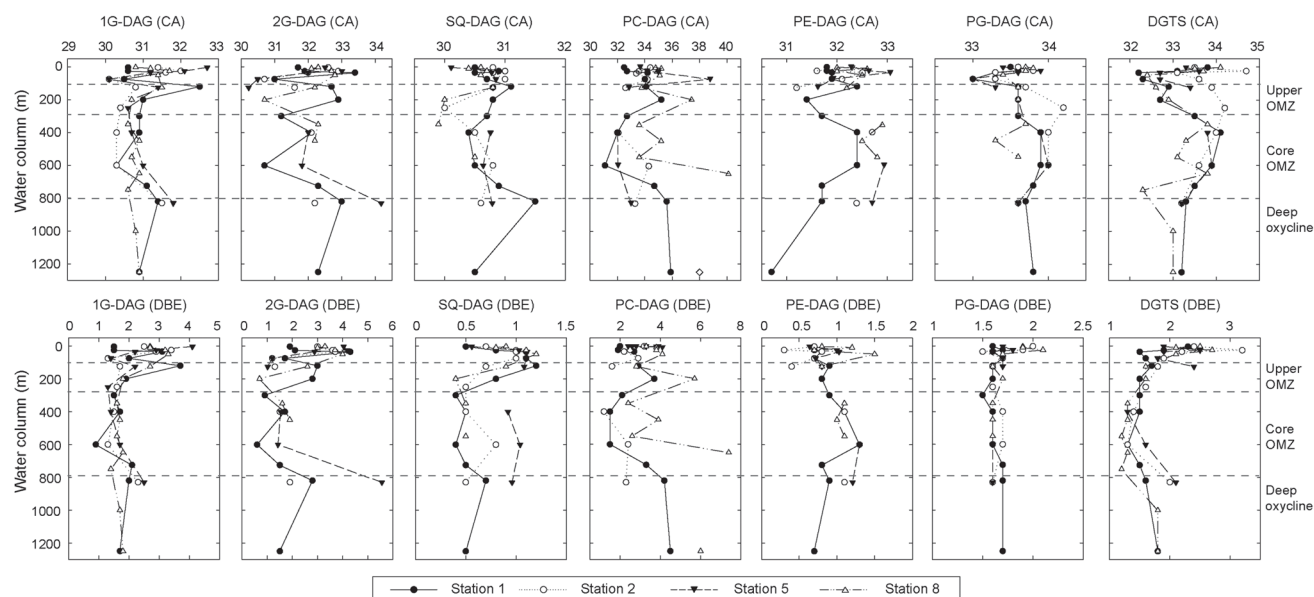 1G-DAG (CA) 2G-DAG (CA) SQ-DAG (CA) PC-DAG (CA) PE-DAG (CA) PG-DAG (CA) DGTS (CA)
29 30 31 32 33 30 31 32 33 34 30 31 32 30 32 34 36 38 40 31 32 33 33 34 32 33 34 35
Water column (m)
0
200
400
600
800
1000
1200
Upper
OMZ
Core
OMZ
Deep
oxycline
1G-DAG (DBE) 2G-DAG (DBE) SQ-DAG (DBE) PC-DAG (DBE) PE-DAG (DBE) PG-DAG (DBE) DGTS (DBE)
0 1 2 3 4 5 0 1 2 3 4 5 6 0 0.5 1 1.5 2 4 6 8 0 0.5 1 1.5 2 1 1.5 2 2.5 1 2 3
Water column (m)
0
200
400
600
800
1000
1200
Upper
OMZ
Core
OMZ
Deep
oxycline
Station 1 Station 2 Station 5 Station 8